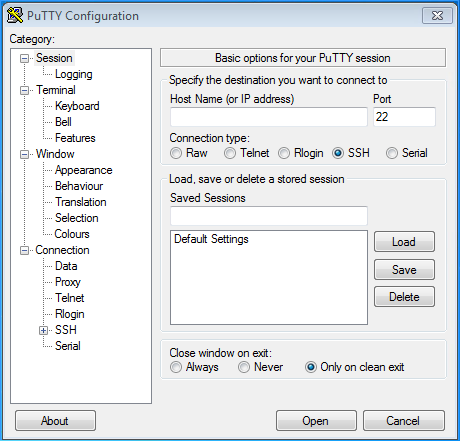 PuTTY Configuration
Category:
Session
Logging
Terminal
Keyboard
Bell
Features
Window
Appearance
Behaviour
Translation
Selection
Colours
Connection
Data
Proxy
Telnet
Rlogin
SSH
Serial
Basic options for your PuTTY session
Specify the destination you want to connect to
Host Name (or IP address) Port
22
Connection type:
Raw Telnet Rlogin SSH Serial
Load, save or delete a stored session
Saved Sessions
Default Settings
Load
Save
Delete
Close window on exit:
Always Never Only on clean exit
About Open Cancel